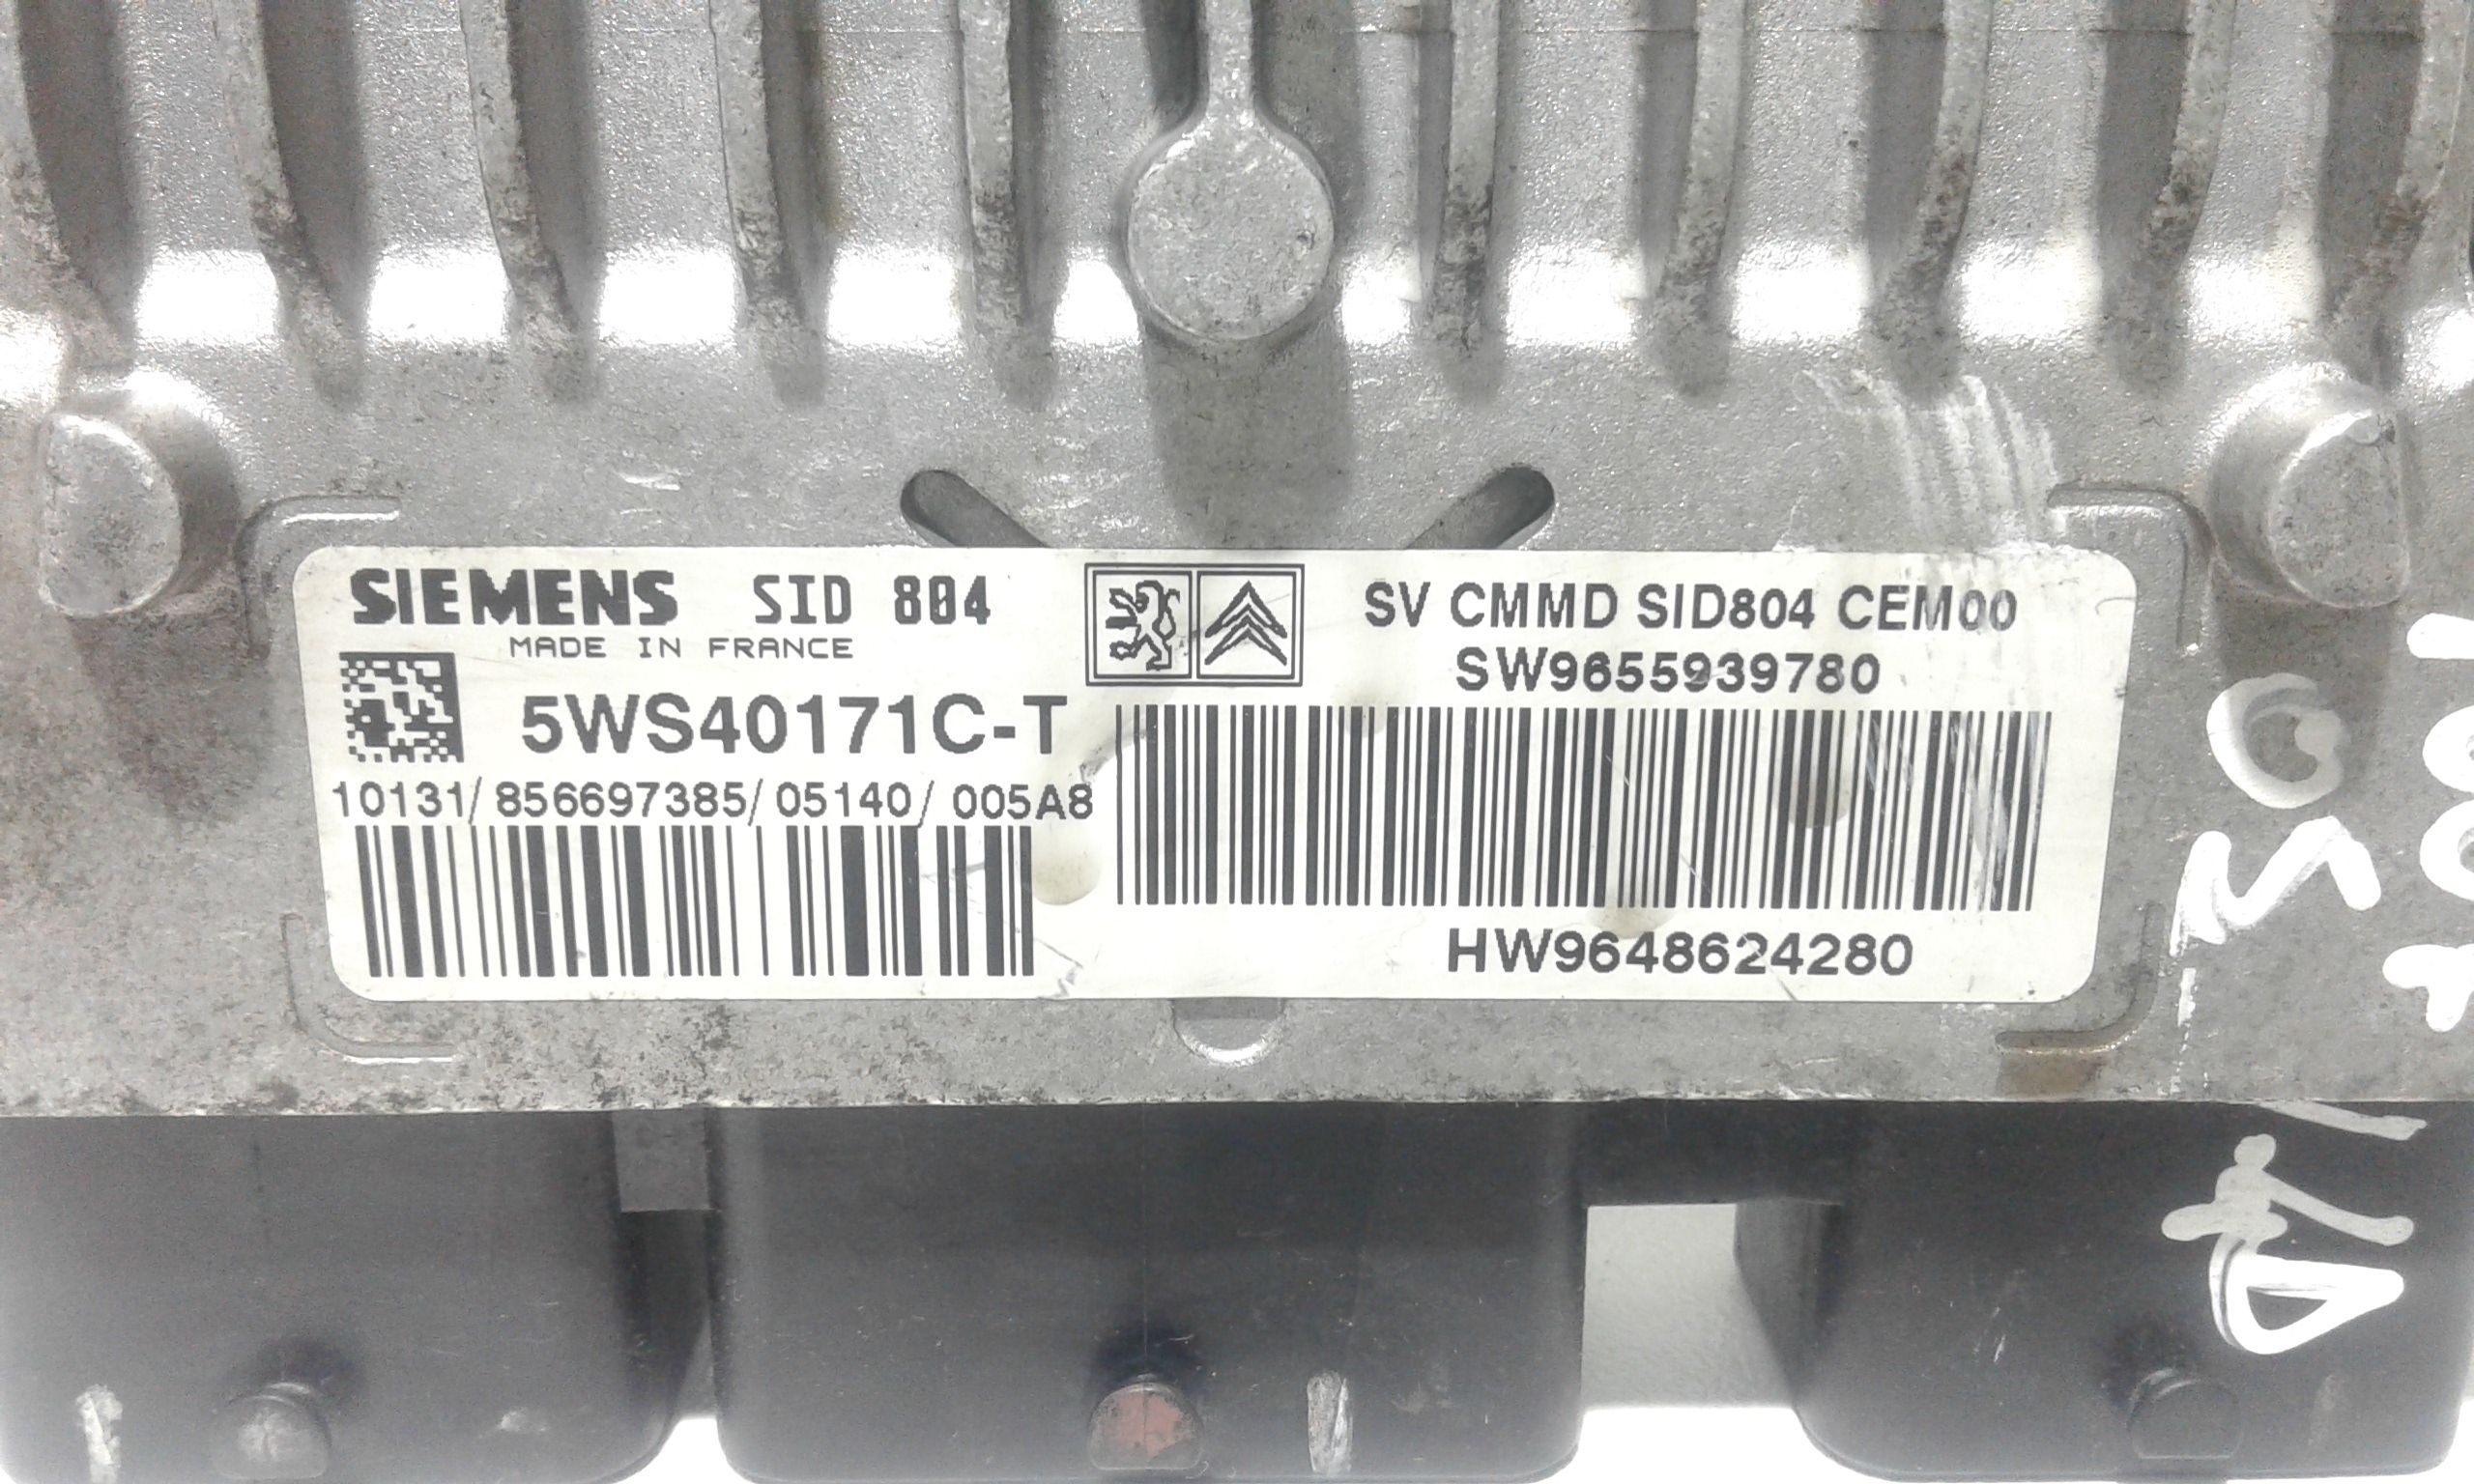 SIEMENS SID 804
MADE IN FRANCE
5WS40171C-T
10131/856697385/05140/005A8
SV CMMD SID804 CEM00
SW9655939780
HW9648624280